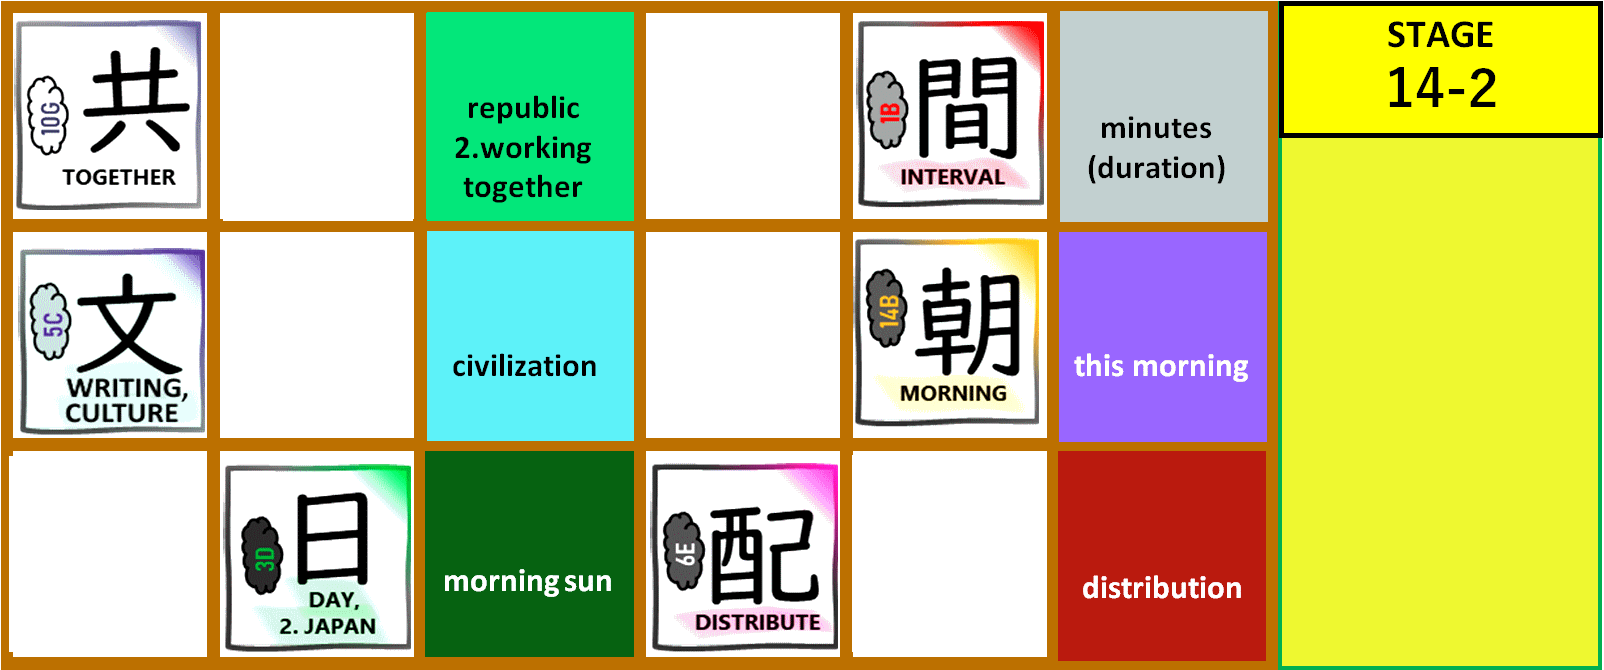 10G
共
TOGETHER
republic
2.working
together
1B
間
INTERVAL
minutes
(duration)
STAGE
14-2
5C
文
WRITING,
CULTURE
civilization
14B
朝
MORNING
this morning
3D
日
DAY,
2. JAPAN
morning sun
6E
配
DISTRIBUTE
distribution